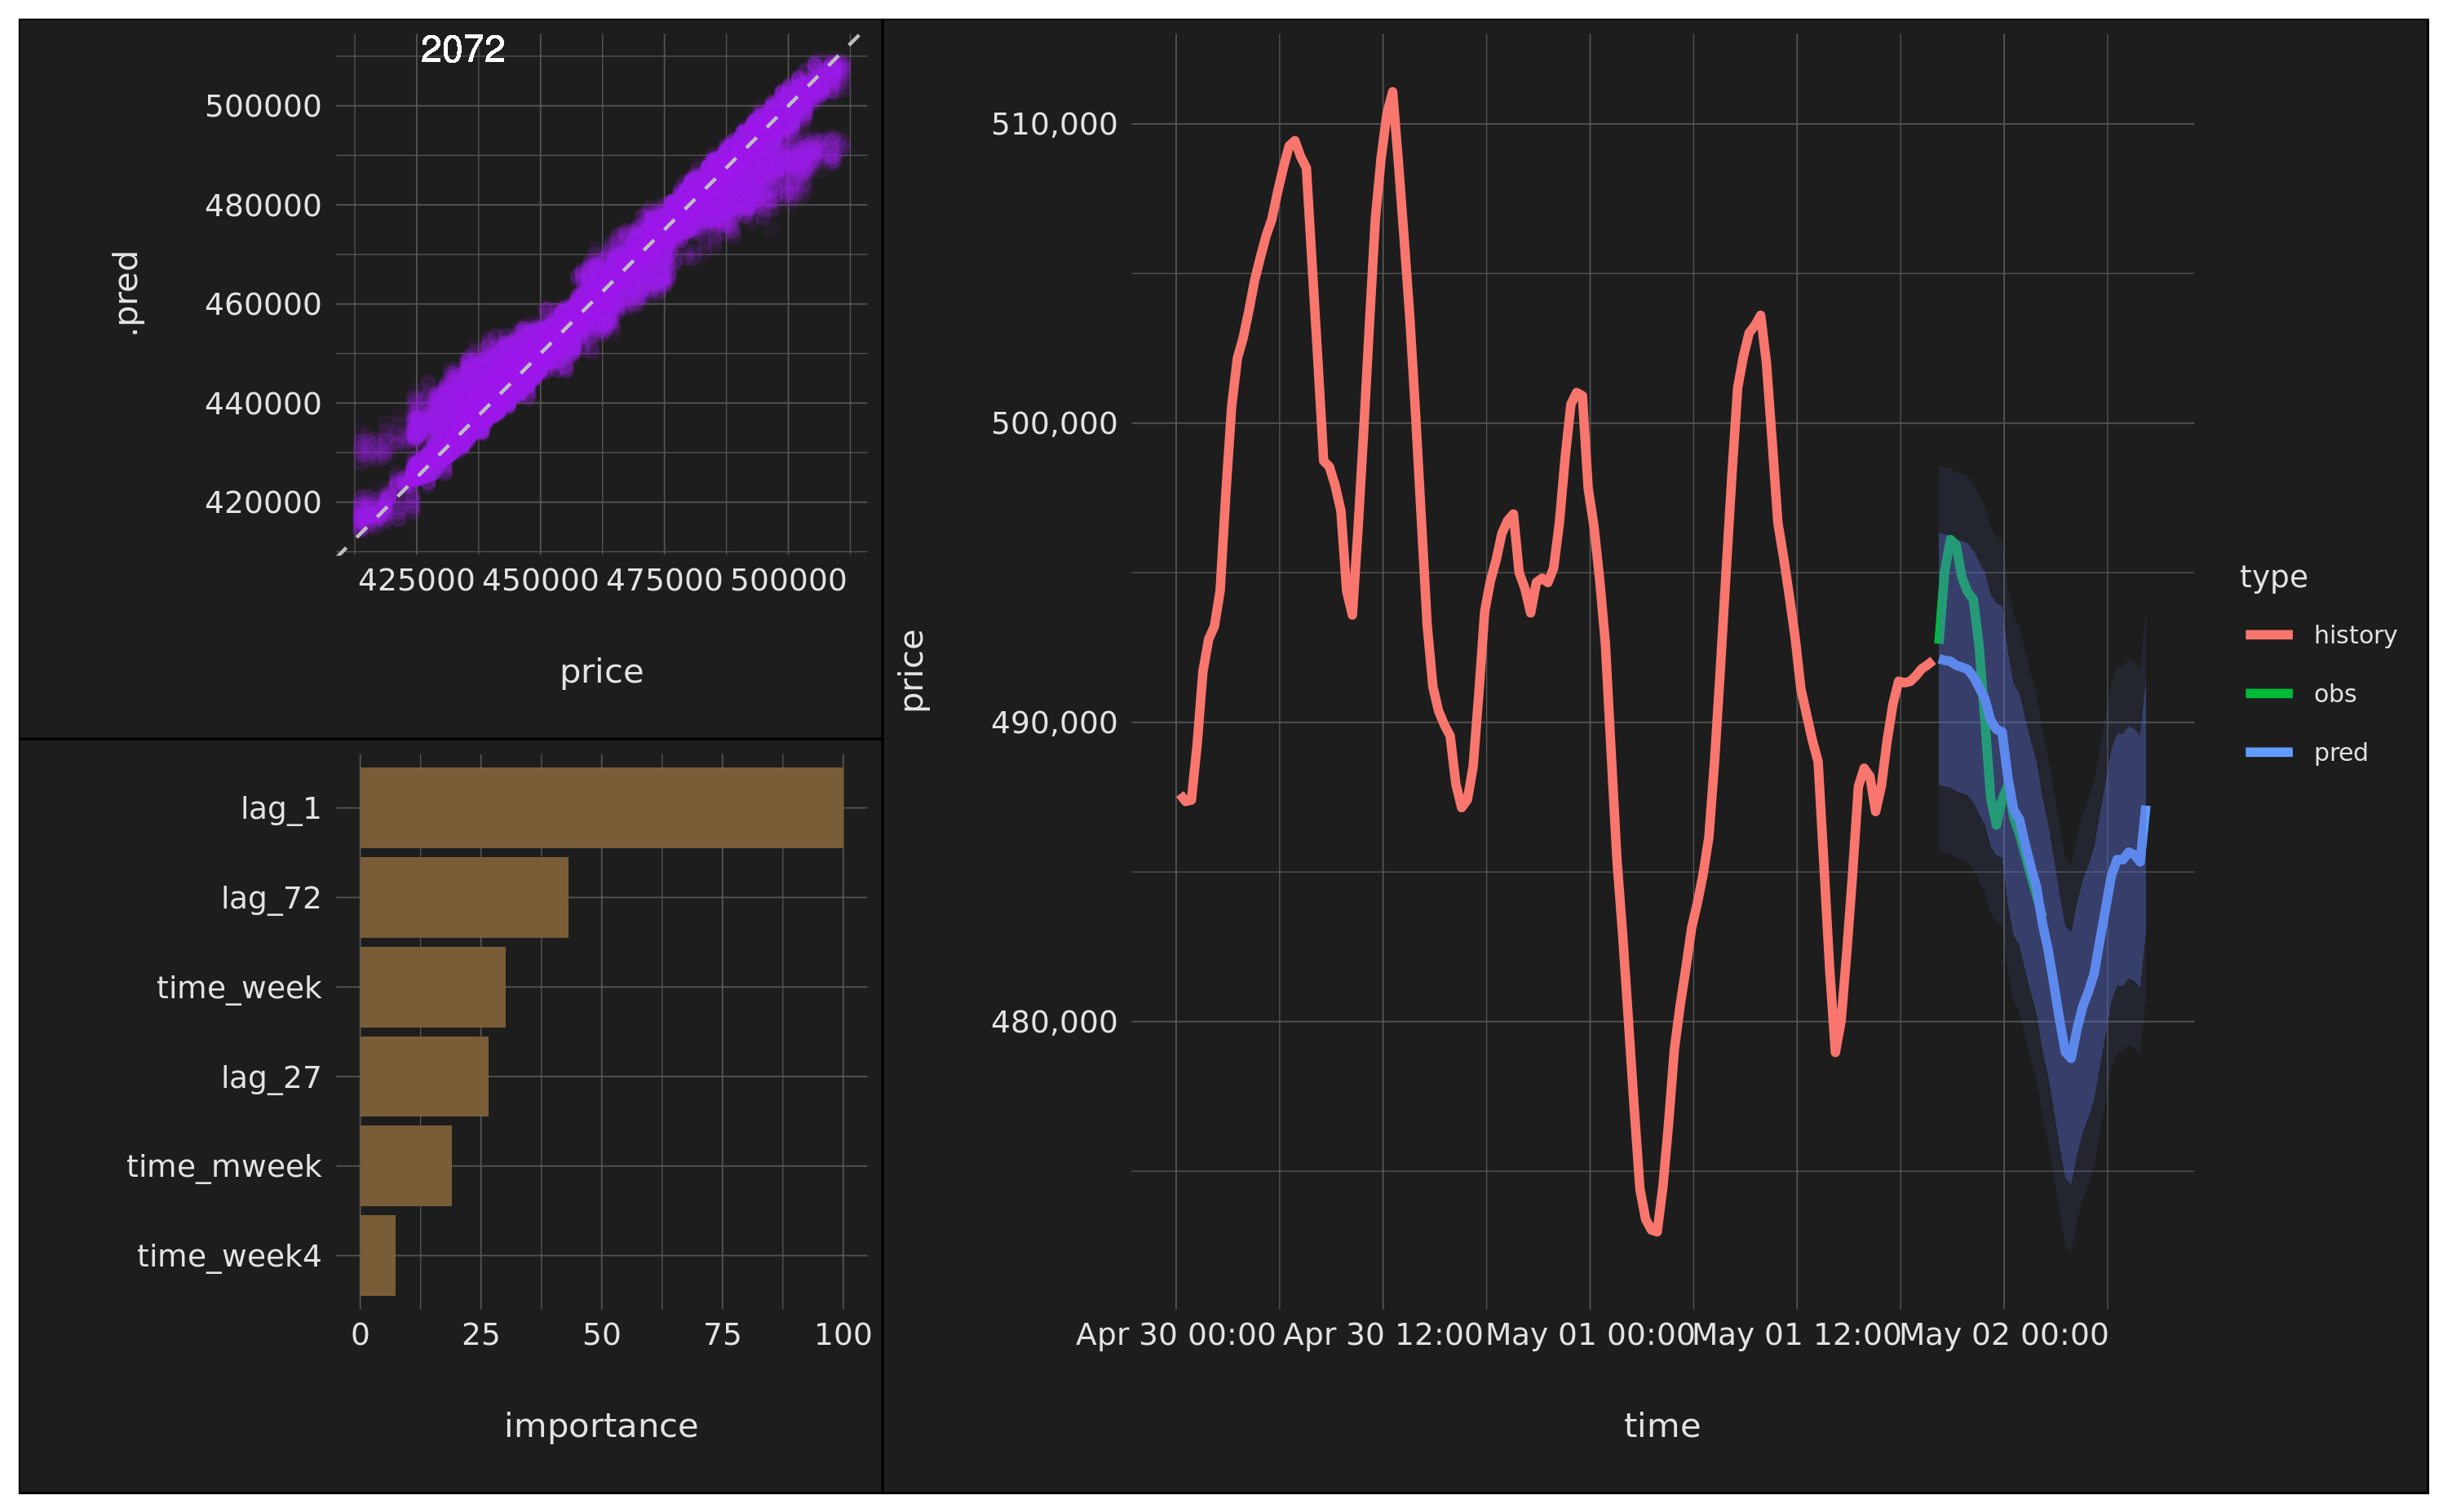 2072
.pred
500000
480000
460000
440000
420000
425000 450000 475000 500000
price
lag_1
lag_72
time_week
lag_27
time_mweek
time_week4
0 25 50 75 100
importance
price
510,000
500,000
490,000
480,000
Apr 30 00:00 Apr 30 12:00 May 01 00:00 May 01 12:00 May 02 00:00
time
type
history
obs
pred